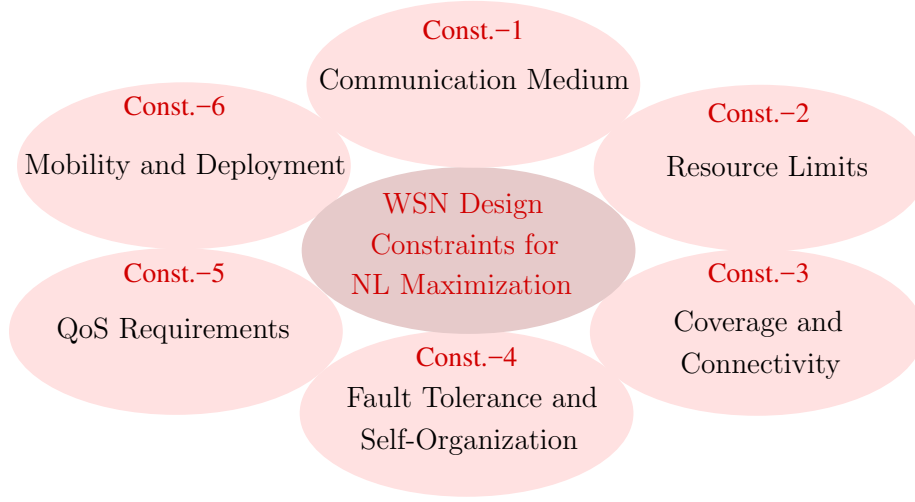 Const.−1
Communication Medium
Const.−2
Resource Limits
Const.−3
Coverage and
Connectivity
Const.−4
Fault Tolerance and
Self-Organization
Const.−5
QoS Requirements
Const.−6
Mobility and Deployment
WSN Design
Constraints for
NL Maximization